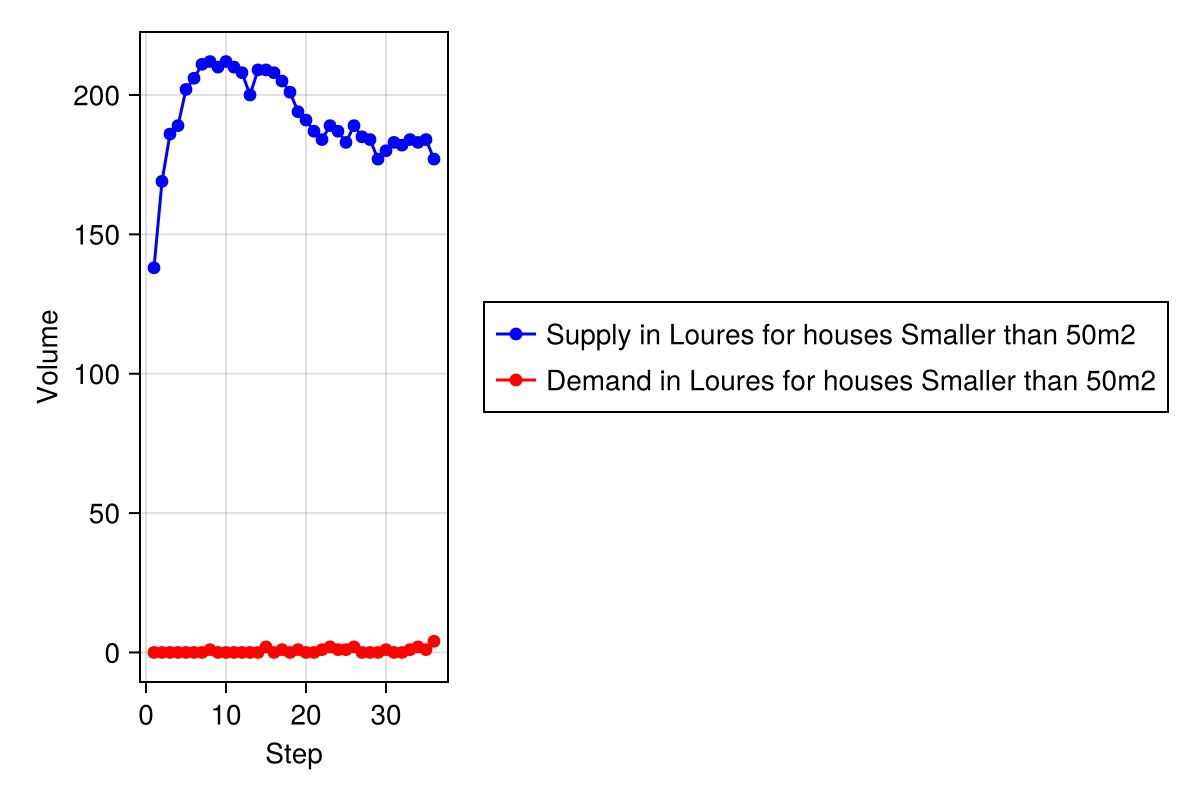 200
150
100
50
0
Volume
0 10 20 30
Step
Supply in Loures for houses Smaller than 50m2
Demand in Loures for houses Smaller than 50m2